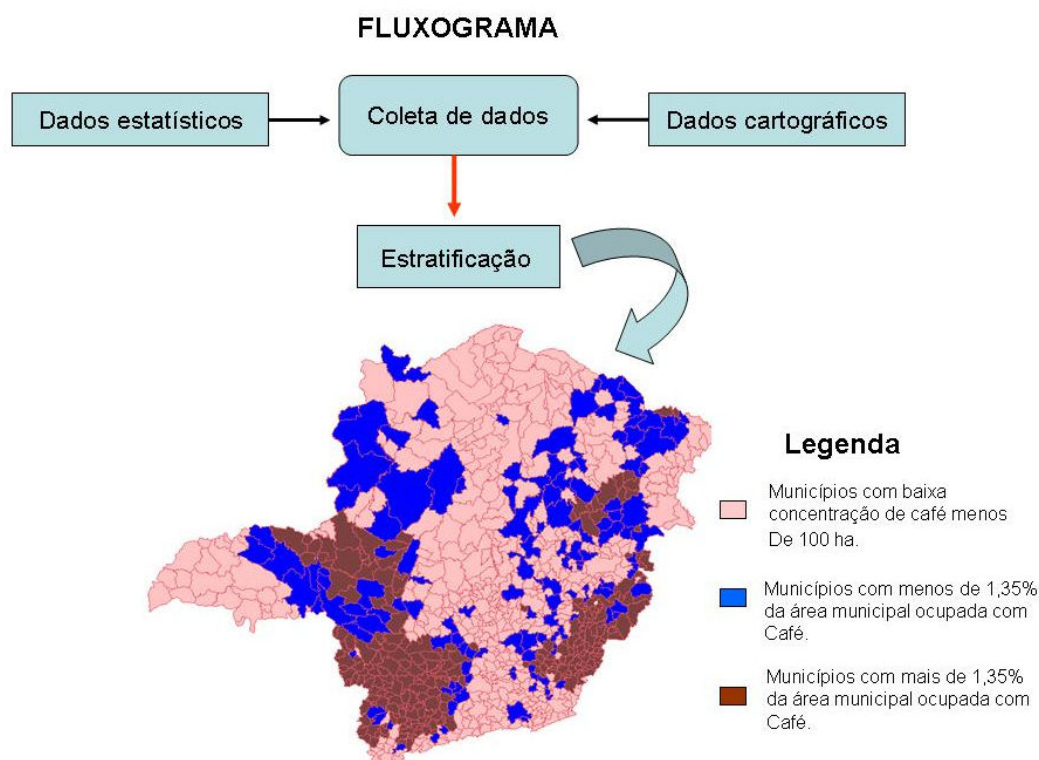 FLUXOGRAMA
Dados estatísticos
Coleta de dados
Dados cartográficos
Estratificação
Legenda
Municípios com baixa
concentração de café menos
De 100 ha.
Municípios com menos de 1,35%
da área municipal ocupada com
Café.
Municípios com mais de 1,35%
da área municipal ocupada com
Café.